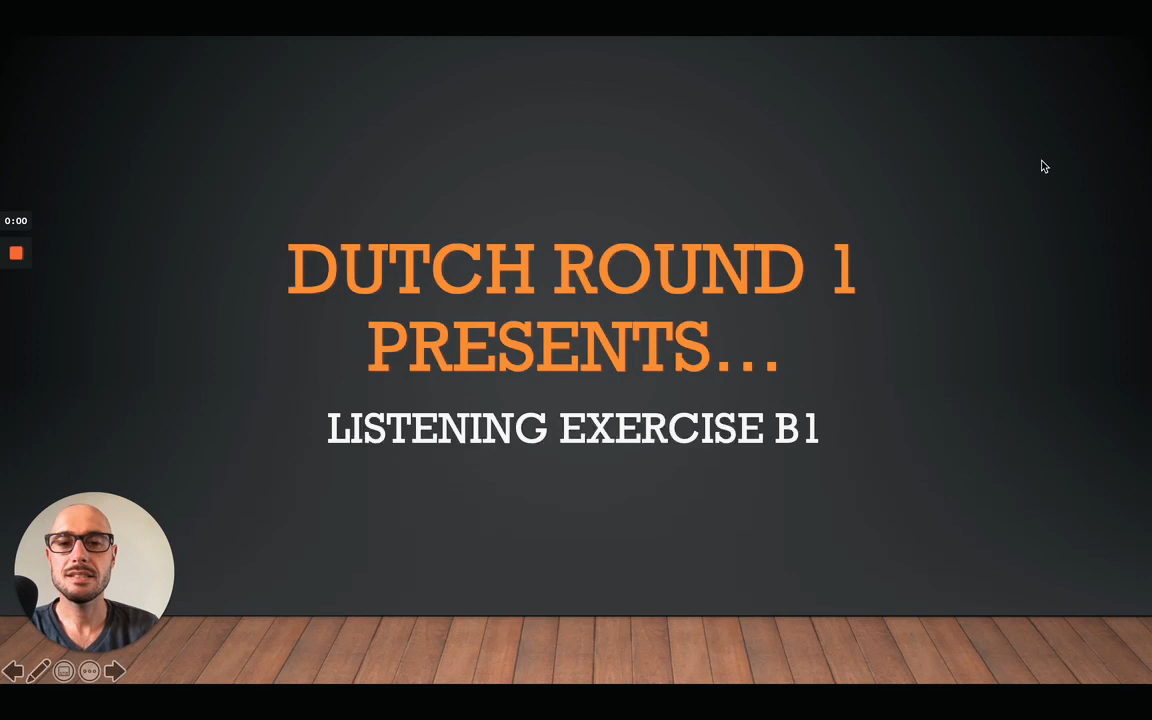 0:00
DUTCH ROUND 1
PRESENTS...
LISTENING EXERCISE B1